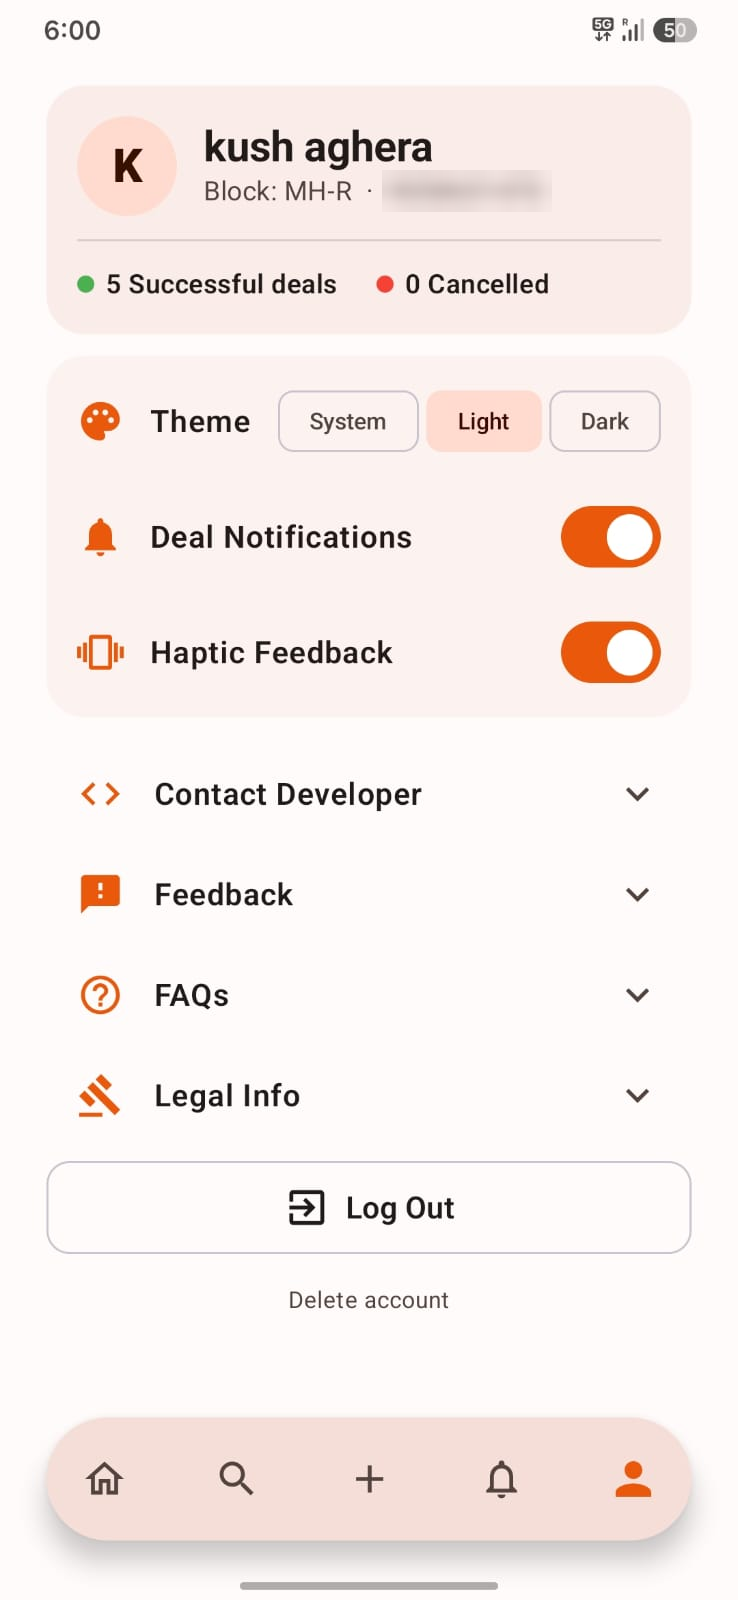 6:00 5G R 50
K
kush aghera
Block: MH-R ·
5 Successful deals 0 Cancelled
Theme System Light Dark
Deal Notifications
Haptic Feedback
Contact Developer
Feedback
FAQs
Legal Info
Log Out
Delete account